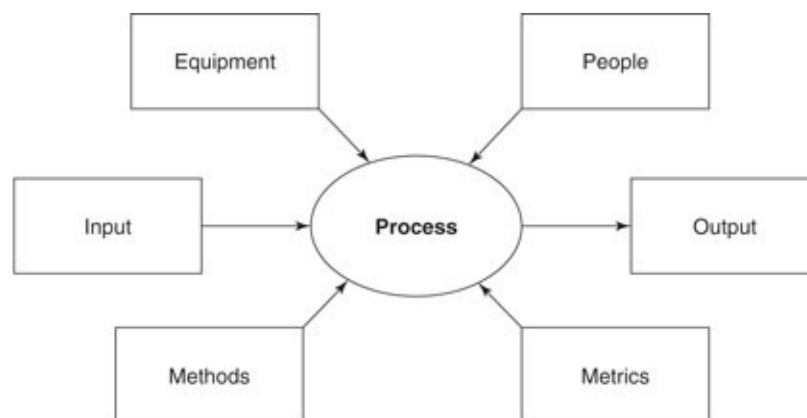 Equipment
People
Input
Process
Output
Methods
Metrics